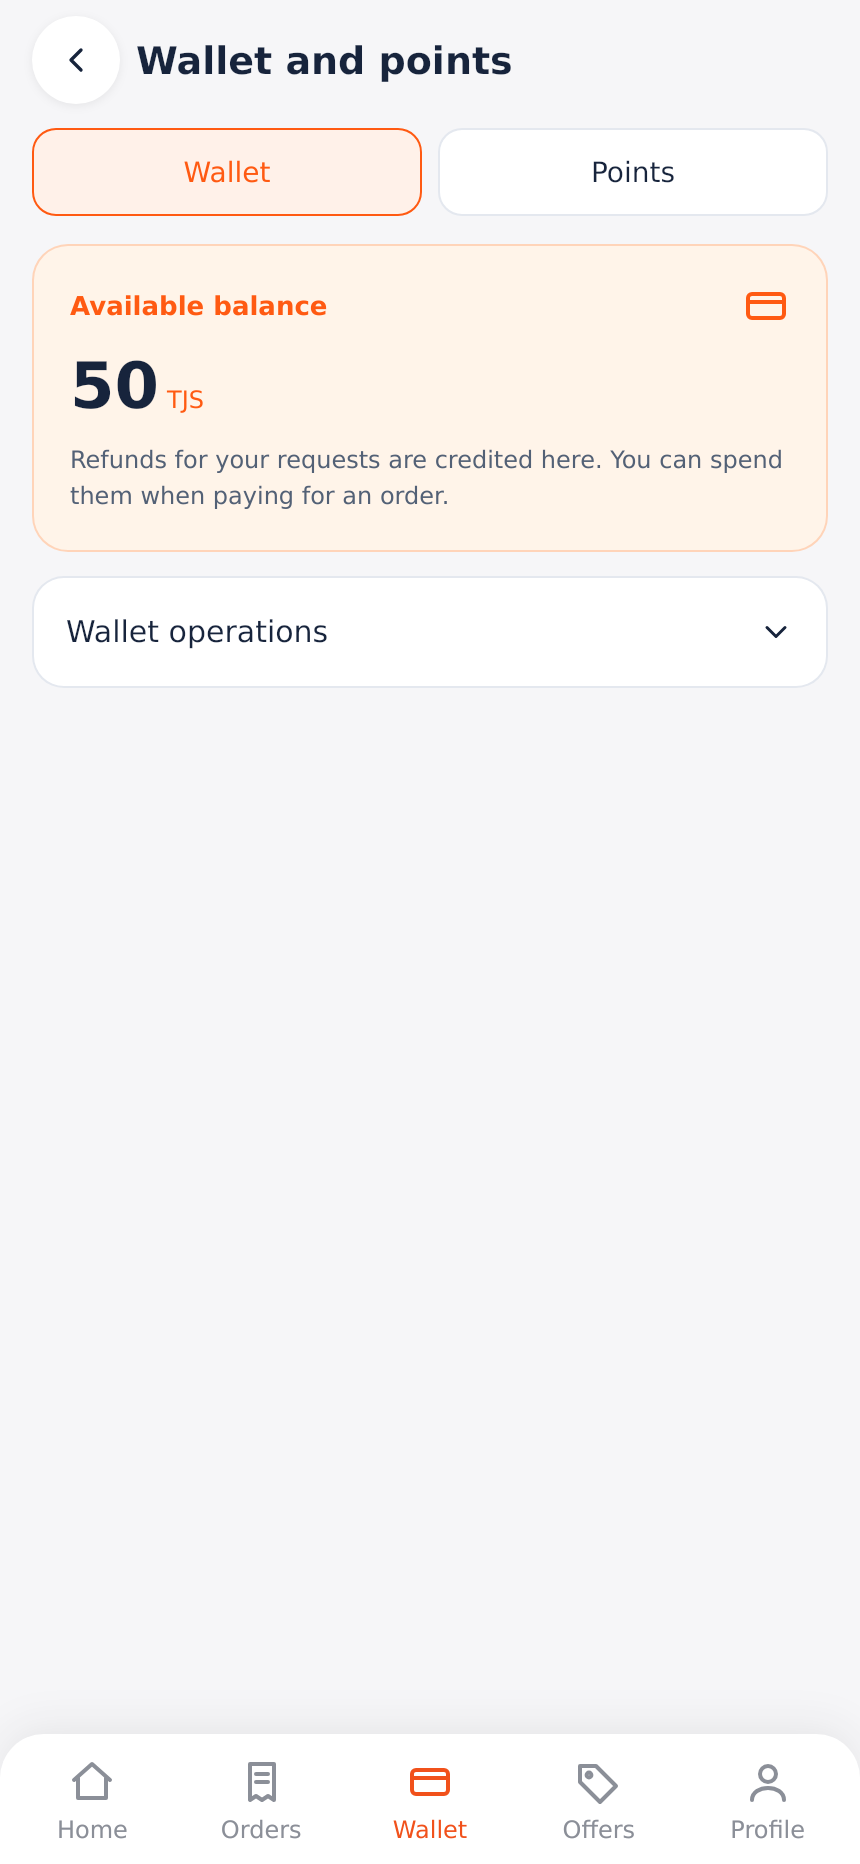 Wallet and points
Wallet
Points
Available balance
50 TJS
Refunds for your requests are credited here. You can spend
them when paying for an order.
Wallet operations
Home
Orders
Wallet
Offers
Profile